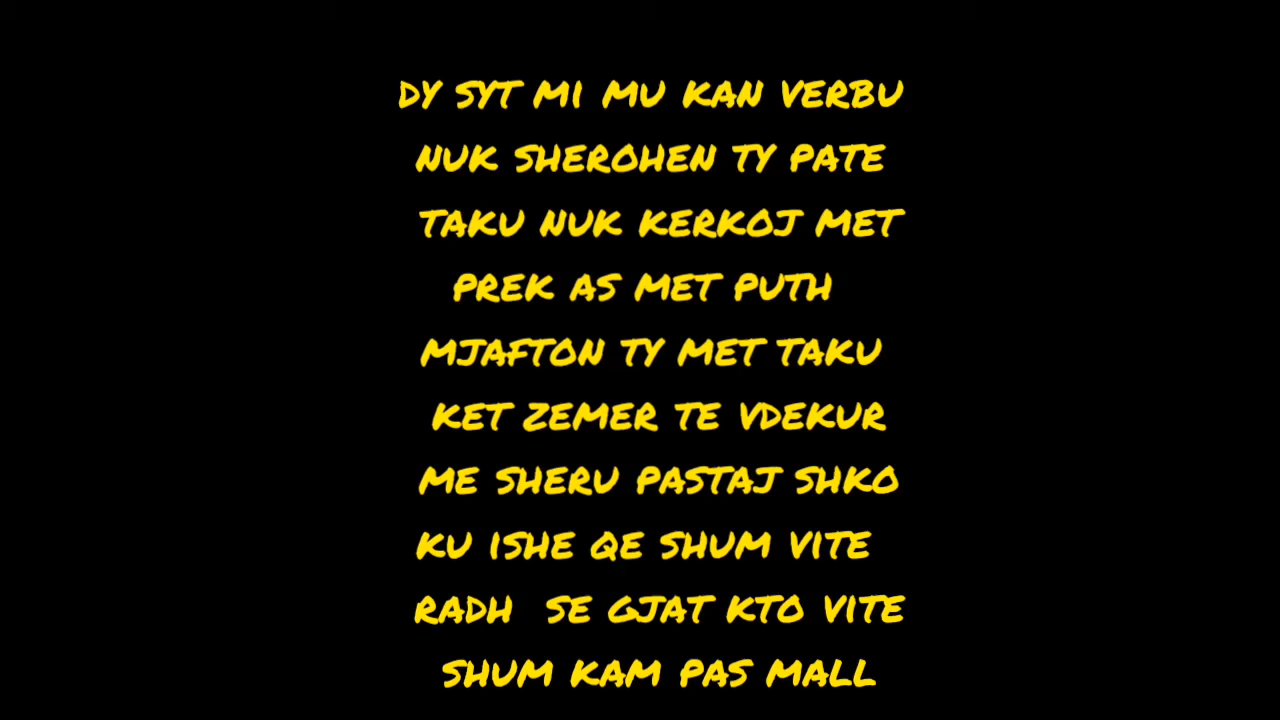 DY SYT MI MU KAN VERBU
NUK SHEROHEN TY PATE
TAKU NUK KERKOJ MET
PREK AS MET PUTH
MJAFTON TY MET TAKU
KET ZEMER TE VDEKUR
ME SHERU PASTAJ SHKO
KU ISHE QE SHUM VITE
RADH SE GJAT KTO VITE
SHUM KAM PAS MALL